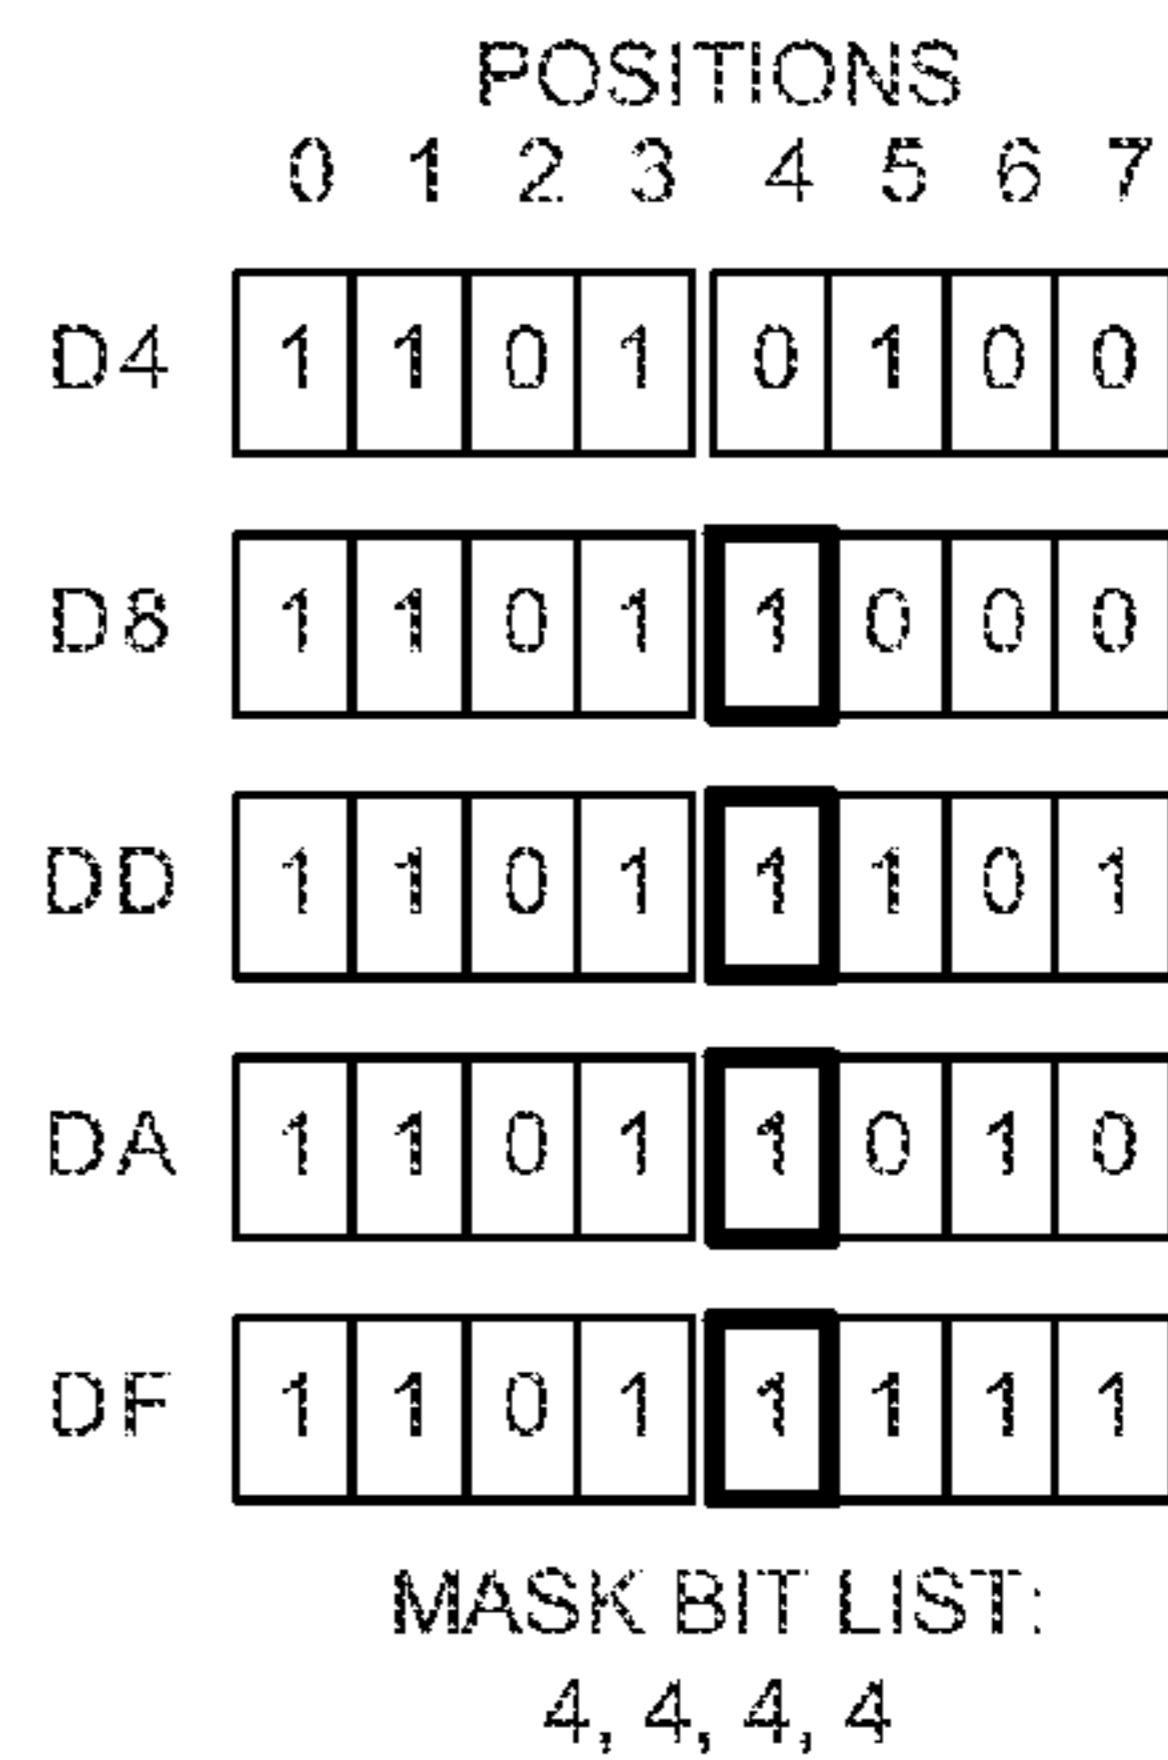 POSITIONS
0 1 2 3 4 5 6 7
D4 1 1 0 1 0 1 0 0
D8 1 1 0 1 1 0 0 0
DD 1 1 0 1 1 1 0 1
DA 1 1 0 1 1 0 1 0
DF 1 1 0 1 1 1 1 1
MASK BIT LIST:
4, 4, 4, 4